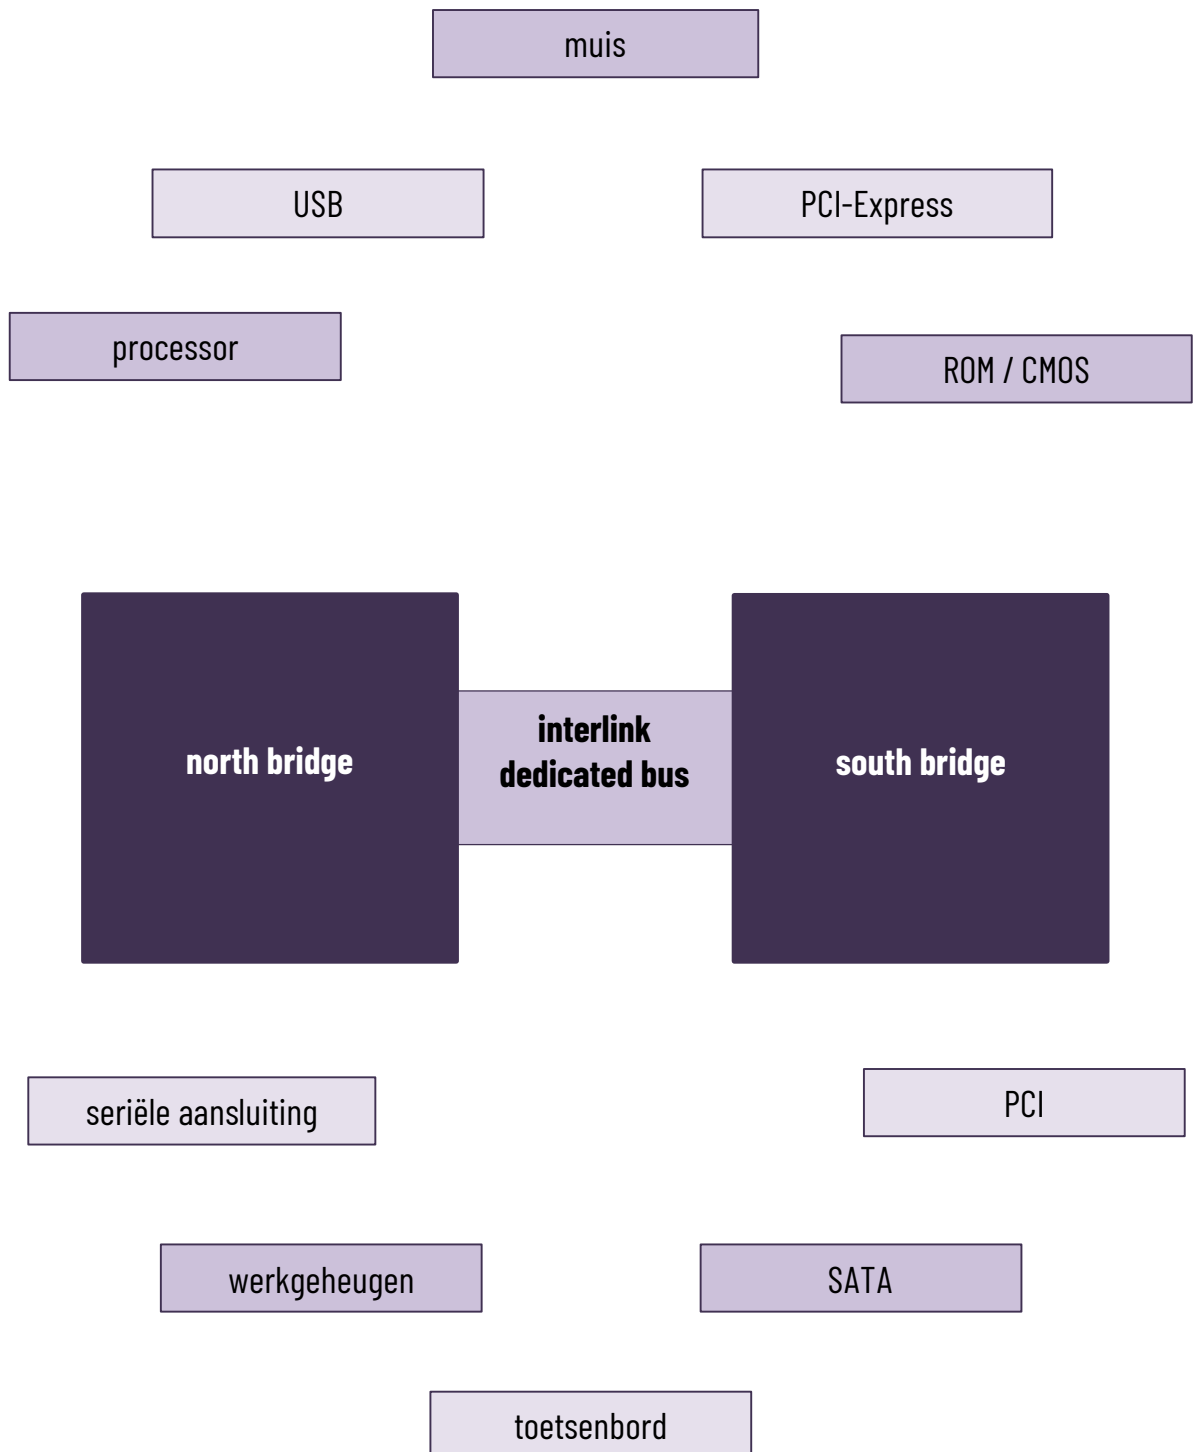 muis
USB
PCI-Express
processor
ROM / CMOS
north bridge
interlink
dedicated bus
south bridge
seriële aansluiting
PCI
werkgeheugen
SATA
toetsenbord